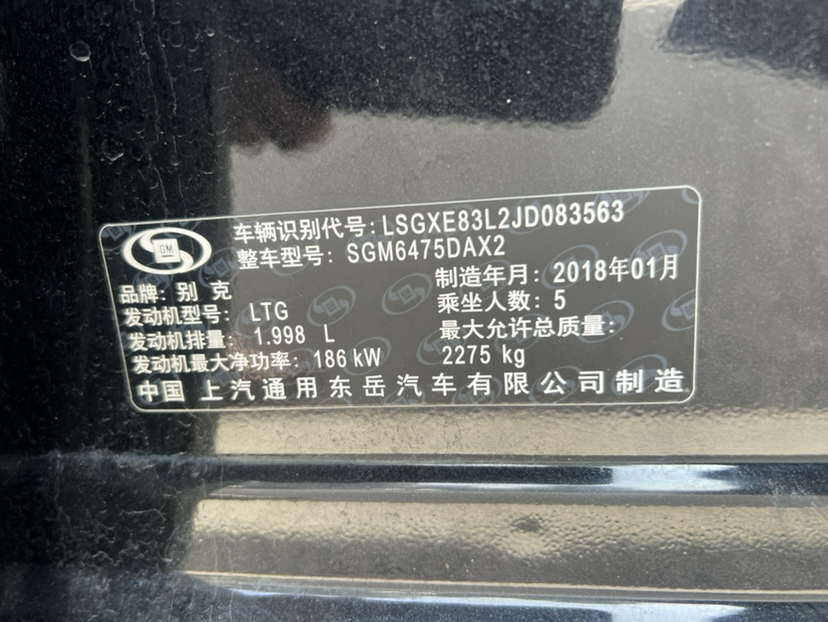 车辆识别代号:LSGXE83L2JD083563
整车型号: SGM6475DAX2
GM
品牌: 别 克
制造年月: 2018年01月
发动机型号: LTG
乘坐人数: 5
发动机排量: 1.998 L
最大允许总质量:
发动机最大净功率: 186 kW
2275 kg
中国 上汽通用东岳汽车有限公司制造